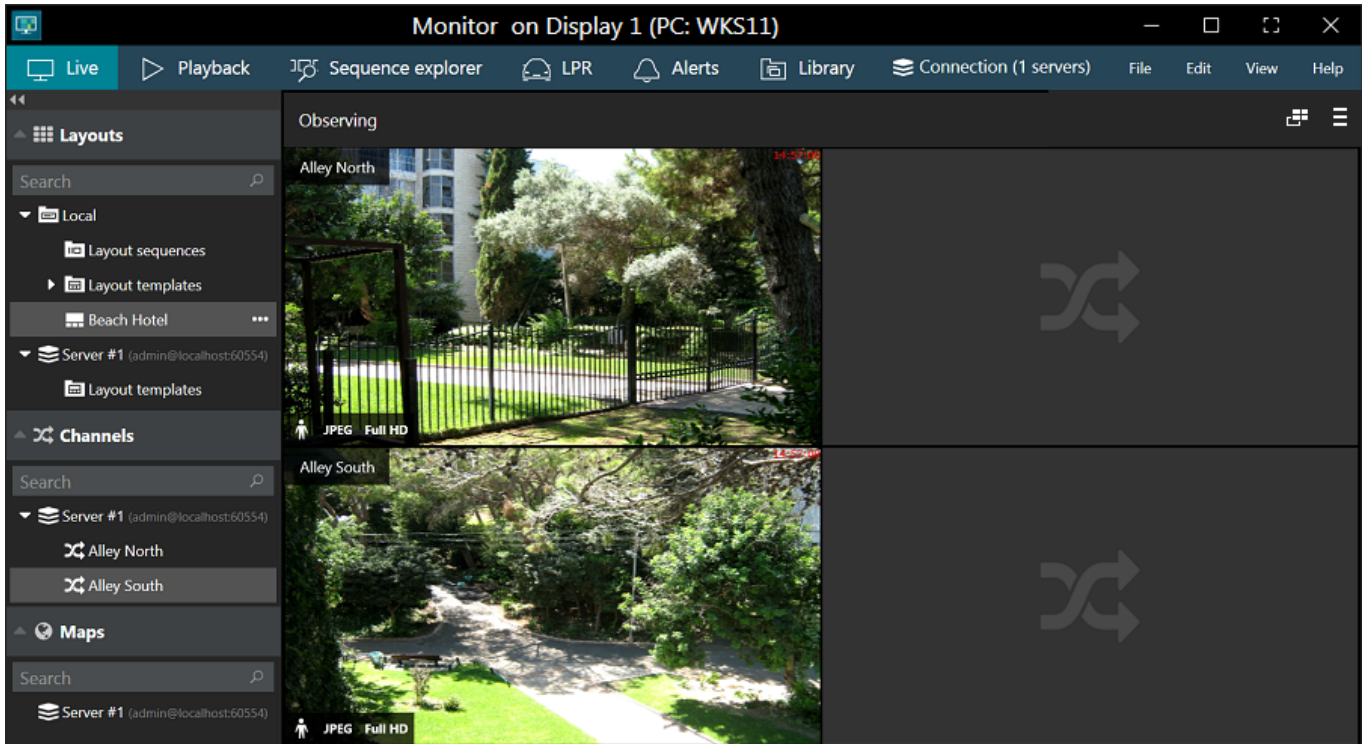 Monitor on Display 1 (PC: WKS11)
Live Playback Sequence explorer LPR Alerts Library Connection (1 servers) File Edit View Help
Layouts
Search
Local
Layout sequences
Layout templates
Beach Hotel
Server #1 (admin@localhost:60554)
Layout templates
Channels
Search
Server #1 (admin@localhost:60554)
Alley North
Alley South
Maps
Search
Server #1 (admin@localhost:60554)
Observing
Alley North
JPEG Full HD
Alley South
JPEG Full HD